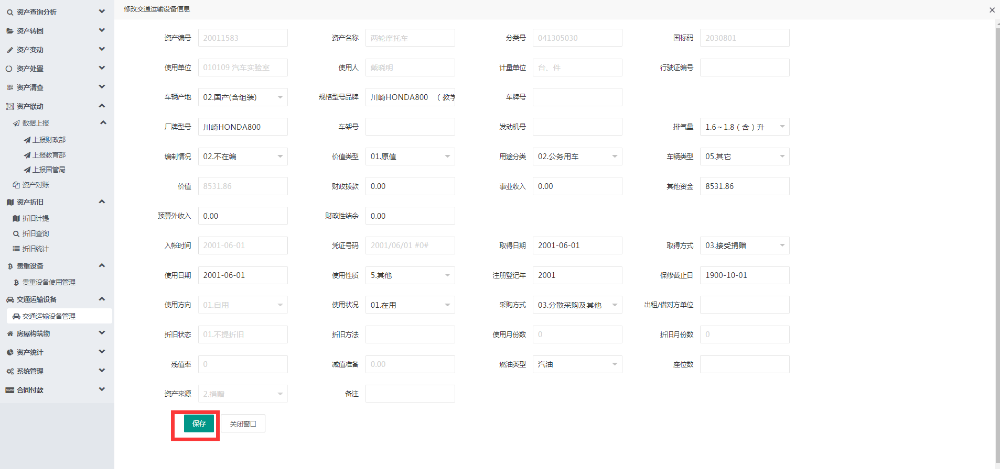 资产查询分析
资产转固
资产变动
资产处置
资产清查
资产联动
数据上报
上报财政部
上报教育部
上报国管局
资产对账
资产折旧
折旧计提
折旧查询
折旧统计
贵重设备
贵重设备使用管理
交通运输设备
交通运输设备管理
房屋构筑物
资产统计
系统管理
PayPal 合同付款
修改交通运输设备信息
资产编号 20011583 资产名称 两轮摩托车 分类号 041305030 国标码 2030801
使用单位 010109 汽车实验室 使用人 戴晓明 计量单位 台、件 行驶证编号
车辆产地 02.国产(含组装) 规格型号品牌 川崎HONDA800 （教学 车牌号
厂牌型号 川崎HONDA800 车架号 发动机号 排气量 1.6～1.8（含）升
编制情况 02.不在编 价值类型 01.原值 用途分类 02.公务用车 车辆类型 05.其它
价值 8531.86 财政拨款 0.00 事业收入 0.00 其他资金 8531.86
预算外收入 0.00 财政性结余 0.00
入帐时间 2001-06-01 凭证号码 2001/06/01 #0# 取得日期 2001-06-01 取得方式 03.接受捐赠
使用日期 2001-06-01 使用性质 5.其他 注册登记年 2001 保修截止日 1900-10-01
使用方向 01.自用 使用状况 01.在用 采购方式 03.分散采购及其他 出租/借对方单位
折旧状态 01.不提折旧 折旧方法 使用月份数 0 折旧月份数 0
残值率 0 减值准备 0.00 燃油类型 汽油 座位数
资产来源 2.捐赠 备注
保存 关闭窗口